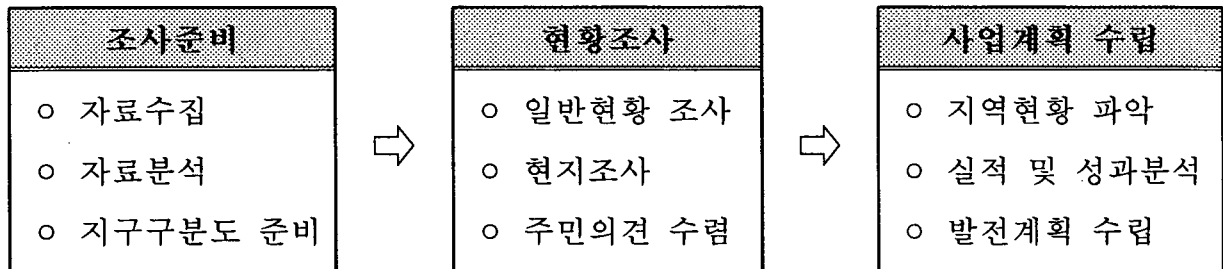 조사준비
○ 자료수집
○ 자료분석
○ 지구구분도 준비
현황조사
○ 일반현황 조사
○ 현지조사
○ 주민의견 수렴
사업계획 수립
○ 지역현황 파악
○ 실적 및 성과분석
○ 발전계획 수립